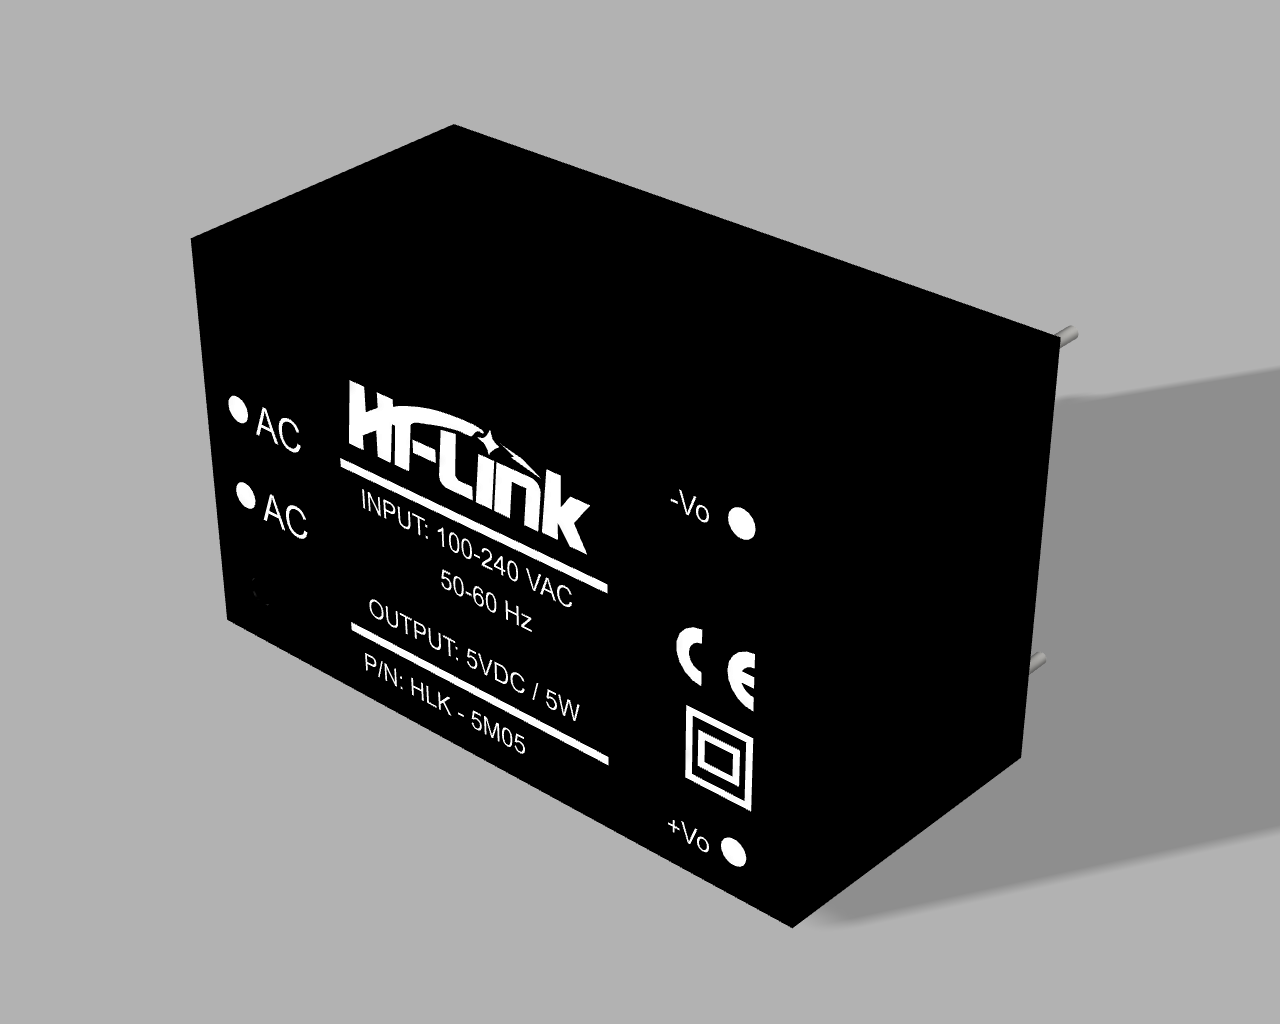 AC
AC
Hi-Link
INPUT: 100-240 VAC
50-60 Hz
OUTPUT: 5VDC / 5W
P/N: HLK - 5M05
-Vo
CE
+Vo